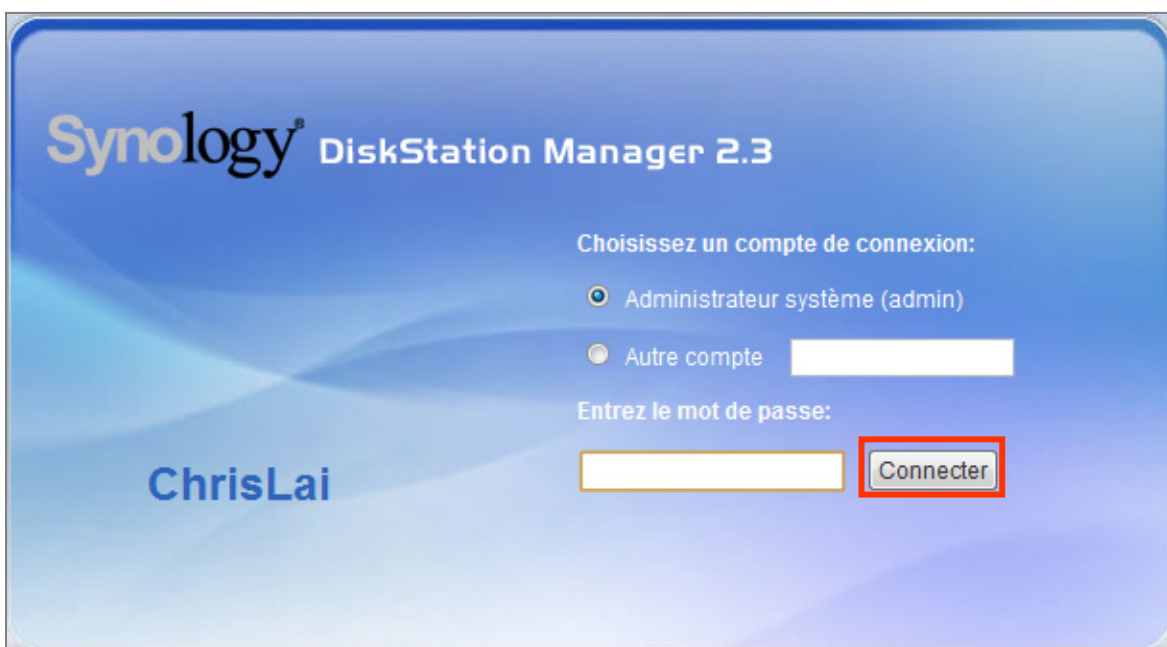 Synology® DiskStation Manager 2.3
Choisissez un compte de connexion:
Administrateur système (admin)
Autre compte
Entrez le mot de passe:
Connecter
ChrisLai